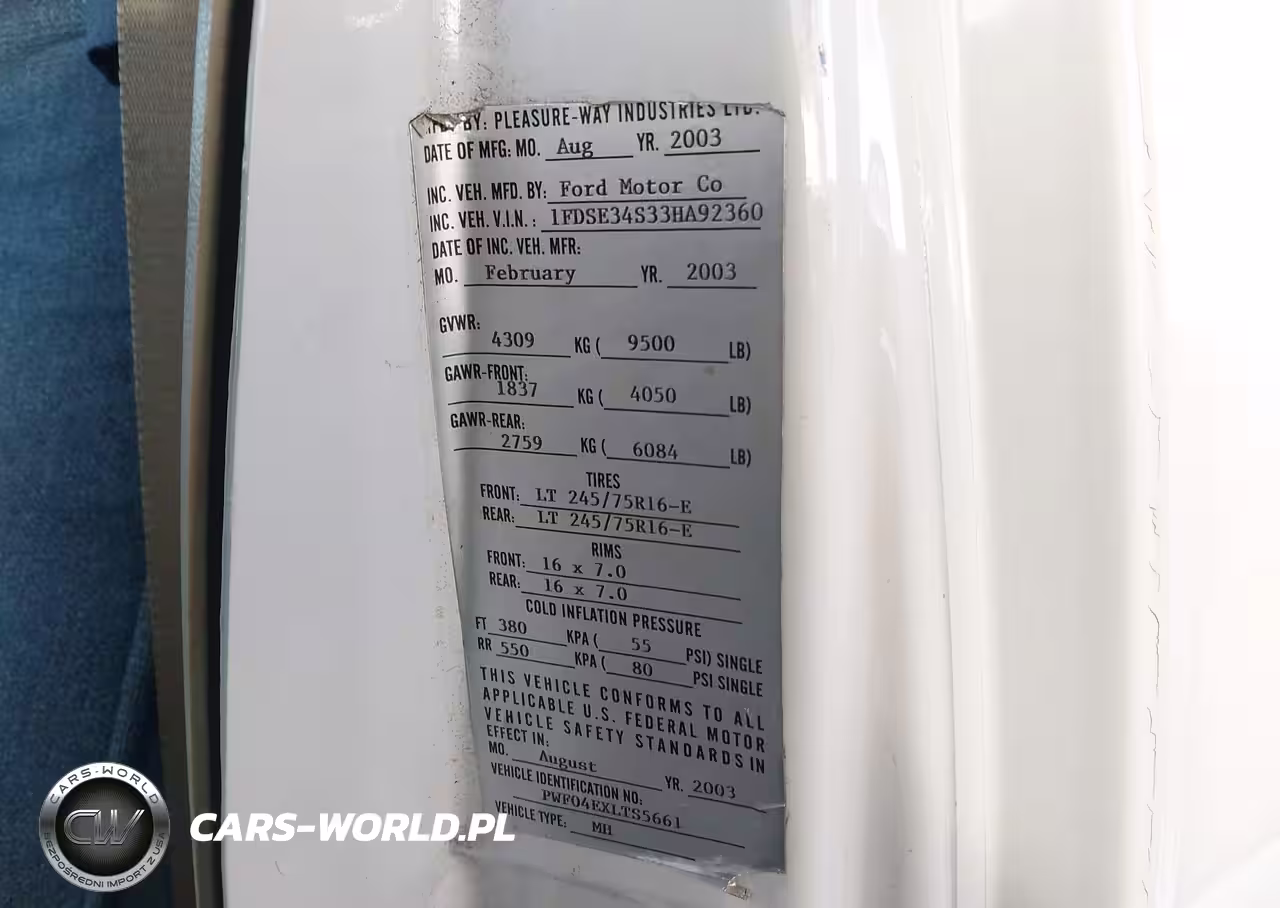 MFD. BY: PLEASURE-WAY INDUSTRIES LTD.
DATE OF MFG: MO. Aug YR. 2003
INC. VEH. MFD. BY: Ford Motor Co
INC. VEH. V.I.N.: 1FDSE34S33HA92360
DATE OF INC. VEH. MFR:
MO. February YR. 2003
GVWR:
4309 KG ( 9500 LB)
GAWR-FRONT:
1837 KG ( 4050 LB)
GAWR-REAR:
2759 KG ( 6084 LB)
TIRES
FRONT: LT 245/75R16-E
REAR: LT 245/75R16-E
RIMS
FRONT: 16 x 7.0
REAR: 16 x 7.0
COLD INFLATION PRESSURE
FT 380 KPA ( 55 PSI) SINGLE
RR 550 KPA ( 80 PSI SINGLE
THIS VEHICLE CONFORMS TO ALL
APPLICABLE U.S. FEDERAL MOTOR
VEHICLE SAFETY STANDARDS IN
EFFECT IN:
MO. August YR. 2003
VEHICLE IDENTIFICATION NO:
PWF04EXLTS5661
VEHICLE TYPE: MH
CARS-WORLD
CW
BEZPOŚREDNI IMPORT Z USA
CARS-WORLD.PL